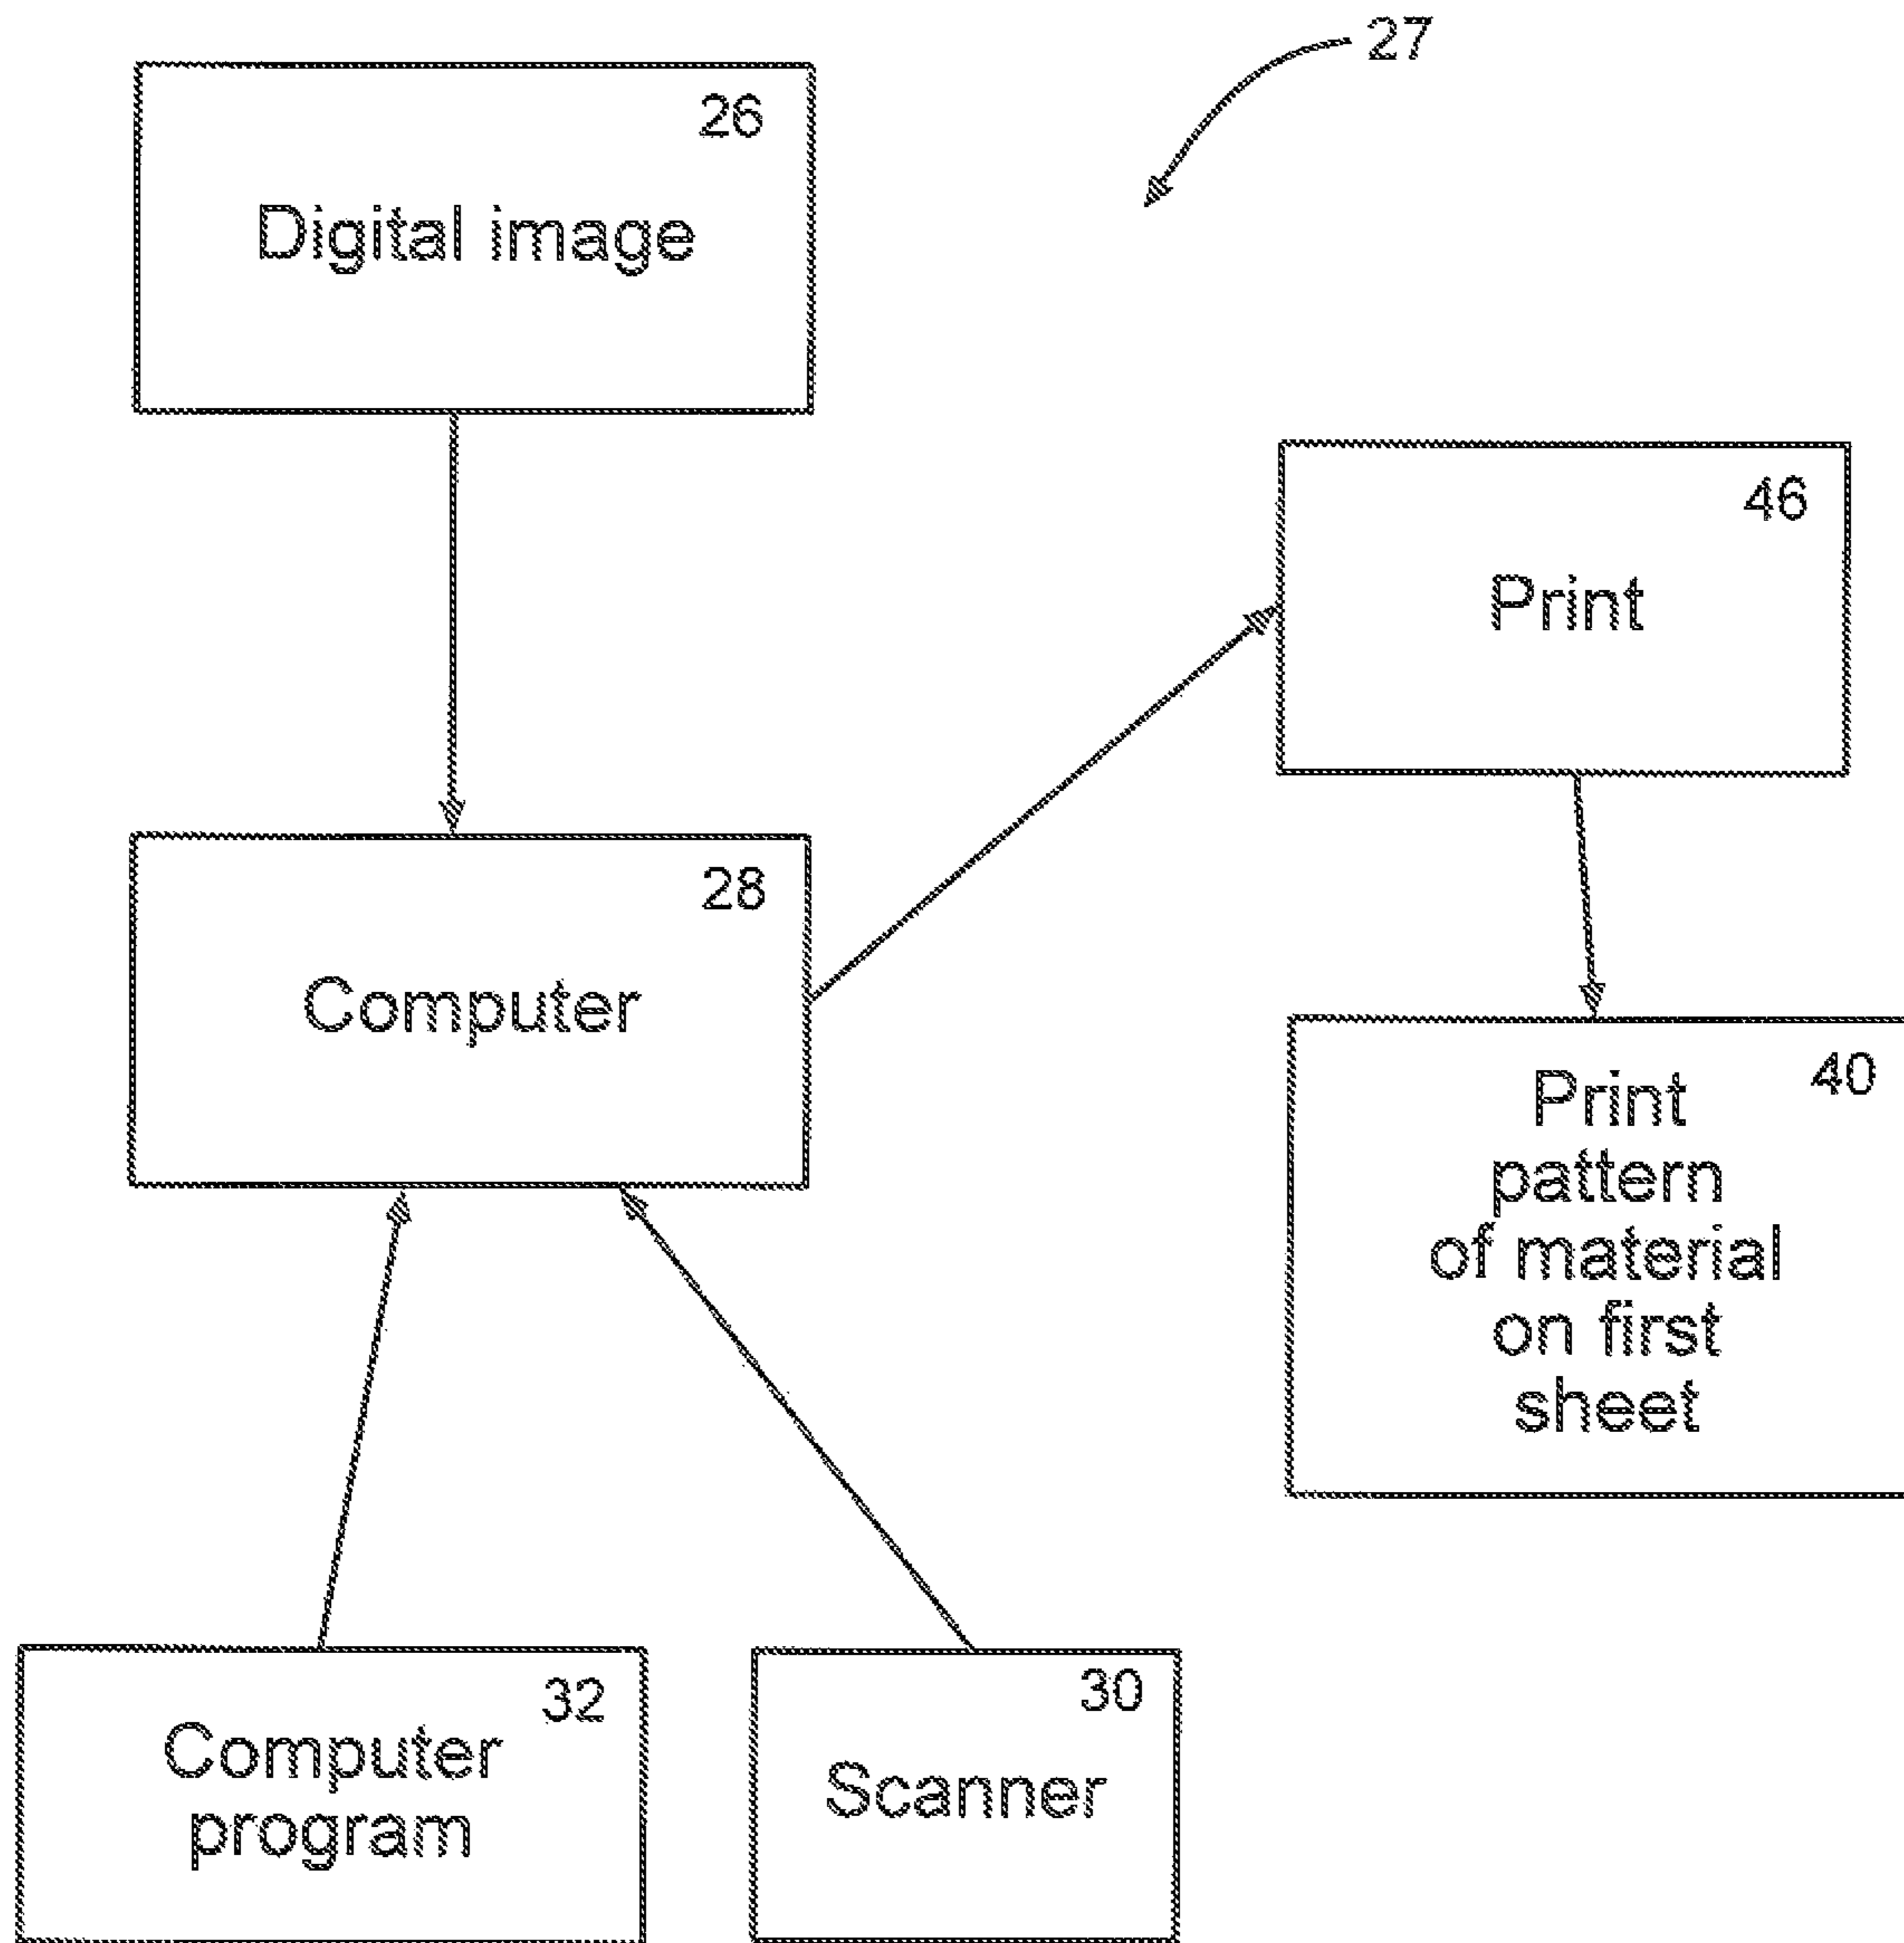 27
26
Digital image
46
Print
28
Computer
40
Print
pattern
of material
on first
sheet
32
Computer
program
30
Scanner